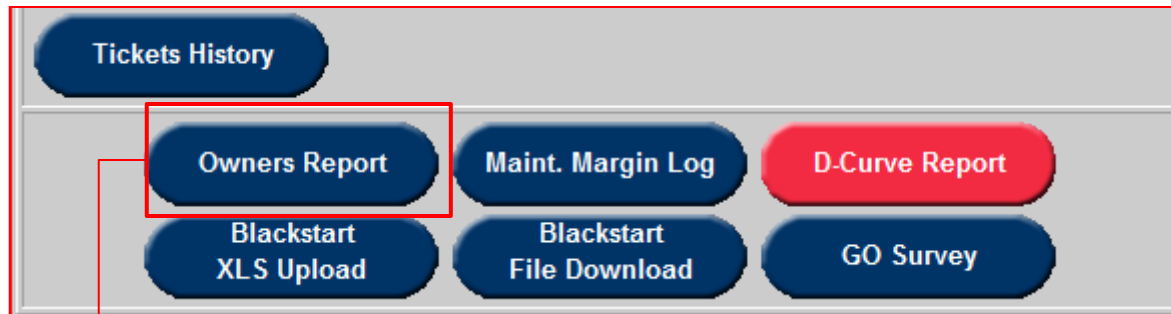 Tickets History
Owners Report
Maint. Margin Log
D-Curve Report
Blackstart
XLS Upload
Blackstart
File Download
GO Survey